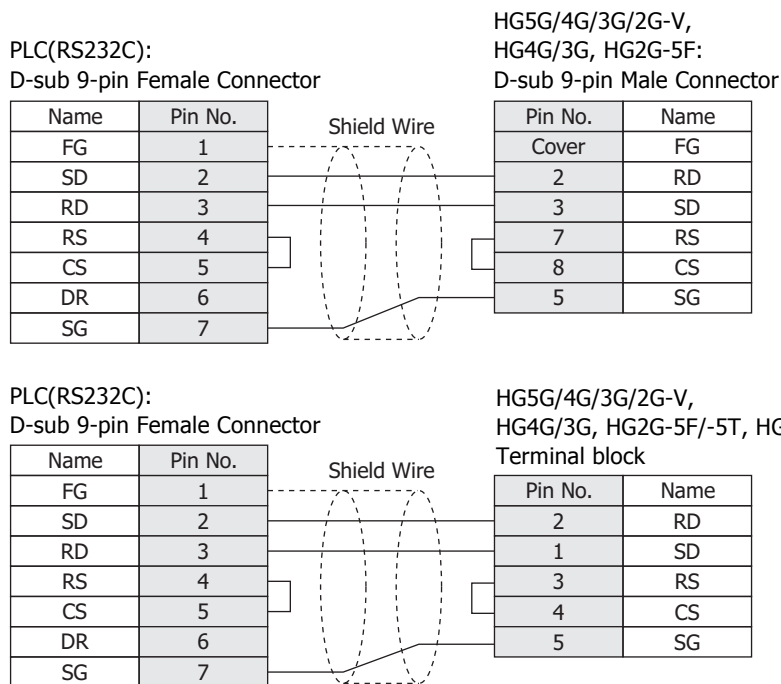 PLC(RS232C):
D-sub 9-pin Female Connector
HG5G/4G/3G/2G-V,
HG4G/3G, HG2G-5F:
D-sub 9-pin Male Connector
Name Pin No.
FG 1
SD 2
RD 3
RS 4
CS 5
DR 6
SG 7
Shield Wire
Pin No. Name
Cover FG
2 RD
3 SD
7 RS
8 CS
5 SG
PLC(RS232C):
D-sub 9-pin Female Connector
HG5G/4G/3G/2G-V,
HG4G/3G, HG2G-5F/-5T, HG
Terminal block
Name Pin No.
FG 1
SD 2
RD 3
RS 4
CS 5
DR 6
SG 7
Shield Wire
Pin No. Name
2 RD
1 SD
3 RS
4 CS
5 SG